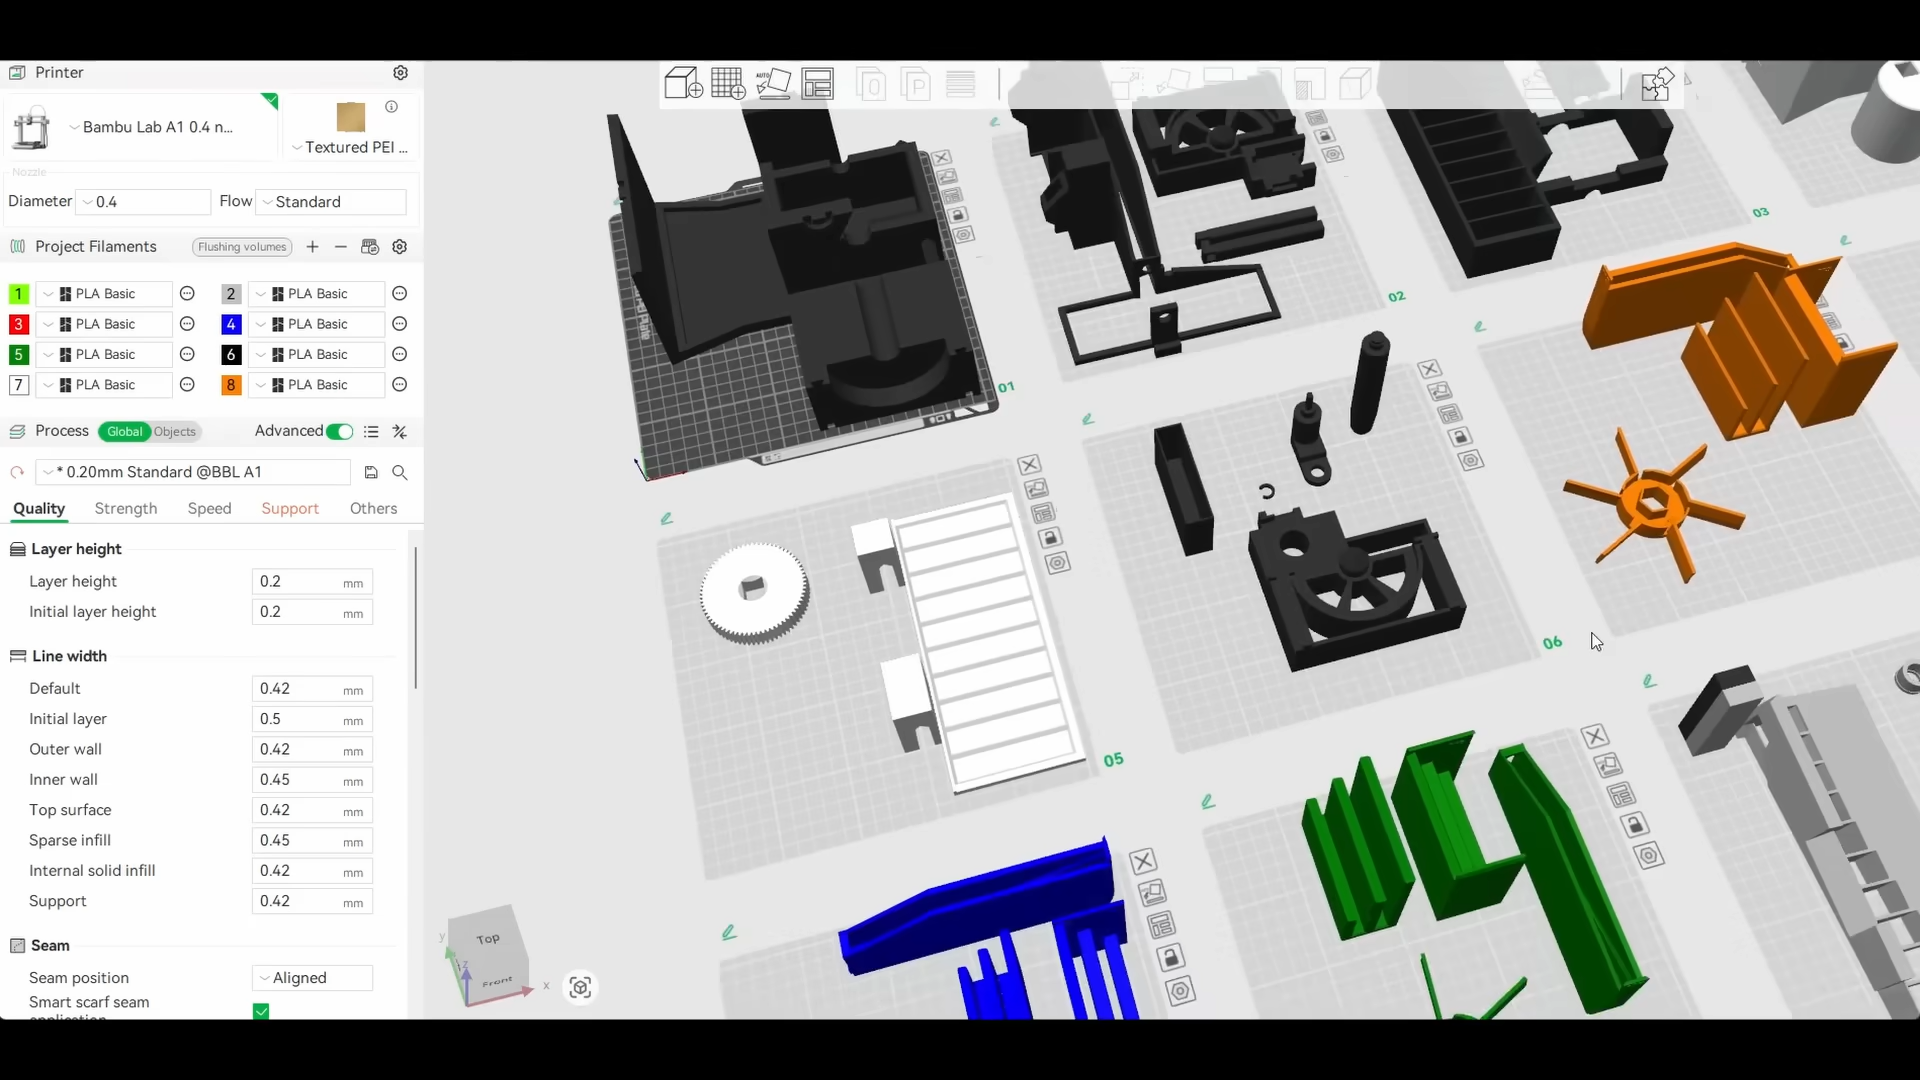 Printer
Bambu Lab A1 0.4 n...
Textured PEI ...
Nozzle
Diameter 0.4 Flow Standard
Project Filaments Flushing volumes
1 PLA Basic 2 PLA Basic
3 PLA Basic 4 PLA Basic
5 PLA Basic 6 PLA Basic
7 PLA Basic 8 PLA Basic
Process Global Objects Advanced
* 0.20mm Standard @BBL A1
Quality Strength Speed Support Others
Layer height
Layer height 0.2 mm
Initial layer height 0.2 mm
Line width
Default 0.42 mm
Initial layer 0.5 mm
Outer wall 0.42 mm
Inner wall 0.45 mm
Top surface 0.42 mm
Sparse infill 0.45 mm
Internal solid infill 0.42 mm
Support 0.42 mm
Seam
Seam position Aligned
Smart scarf seam
AUTO
01
02
03
05
06
Top
Front
y
z
x